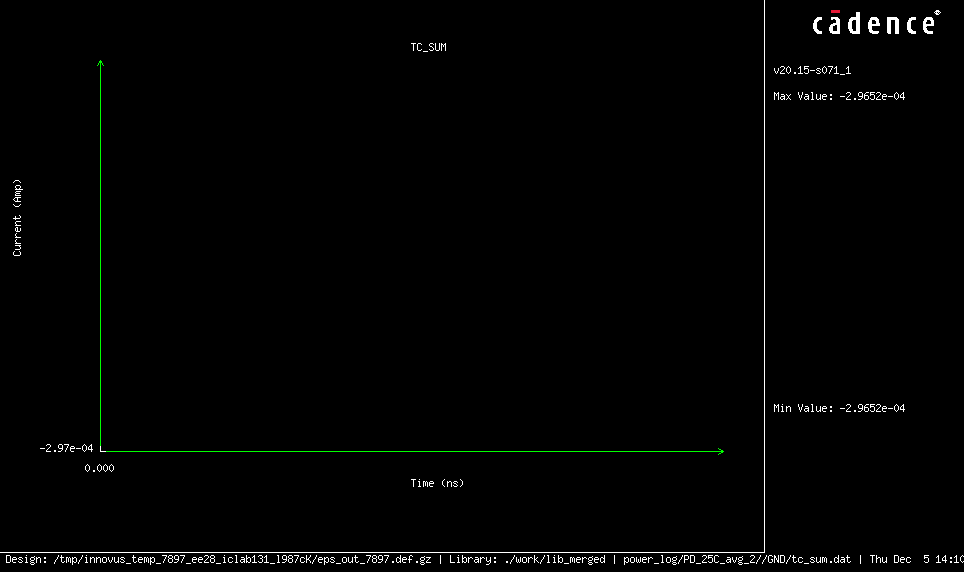 cādence®
TC_SUM
v20.15-s071_1
Max Value: -2.9652e-04
Current (Amp)
Min Value: -2.9652e-04
-2.97e-04
0.000
Time (ns)
Design: /tmp/innovus_temp_7897_ee28_iclab131_l987cK/eps_out_7897.def.gz | Library: ./work/lib_merged | power_log/PD_25C_avg_2//GND/tc_sum.dat | Thu Dec  5 14:10